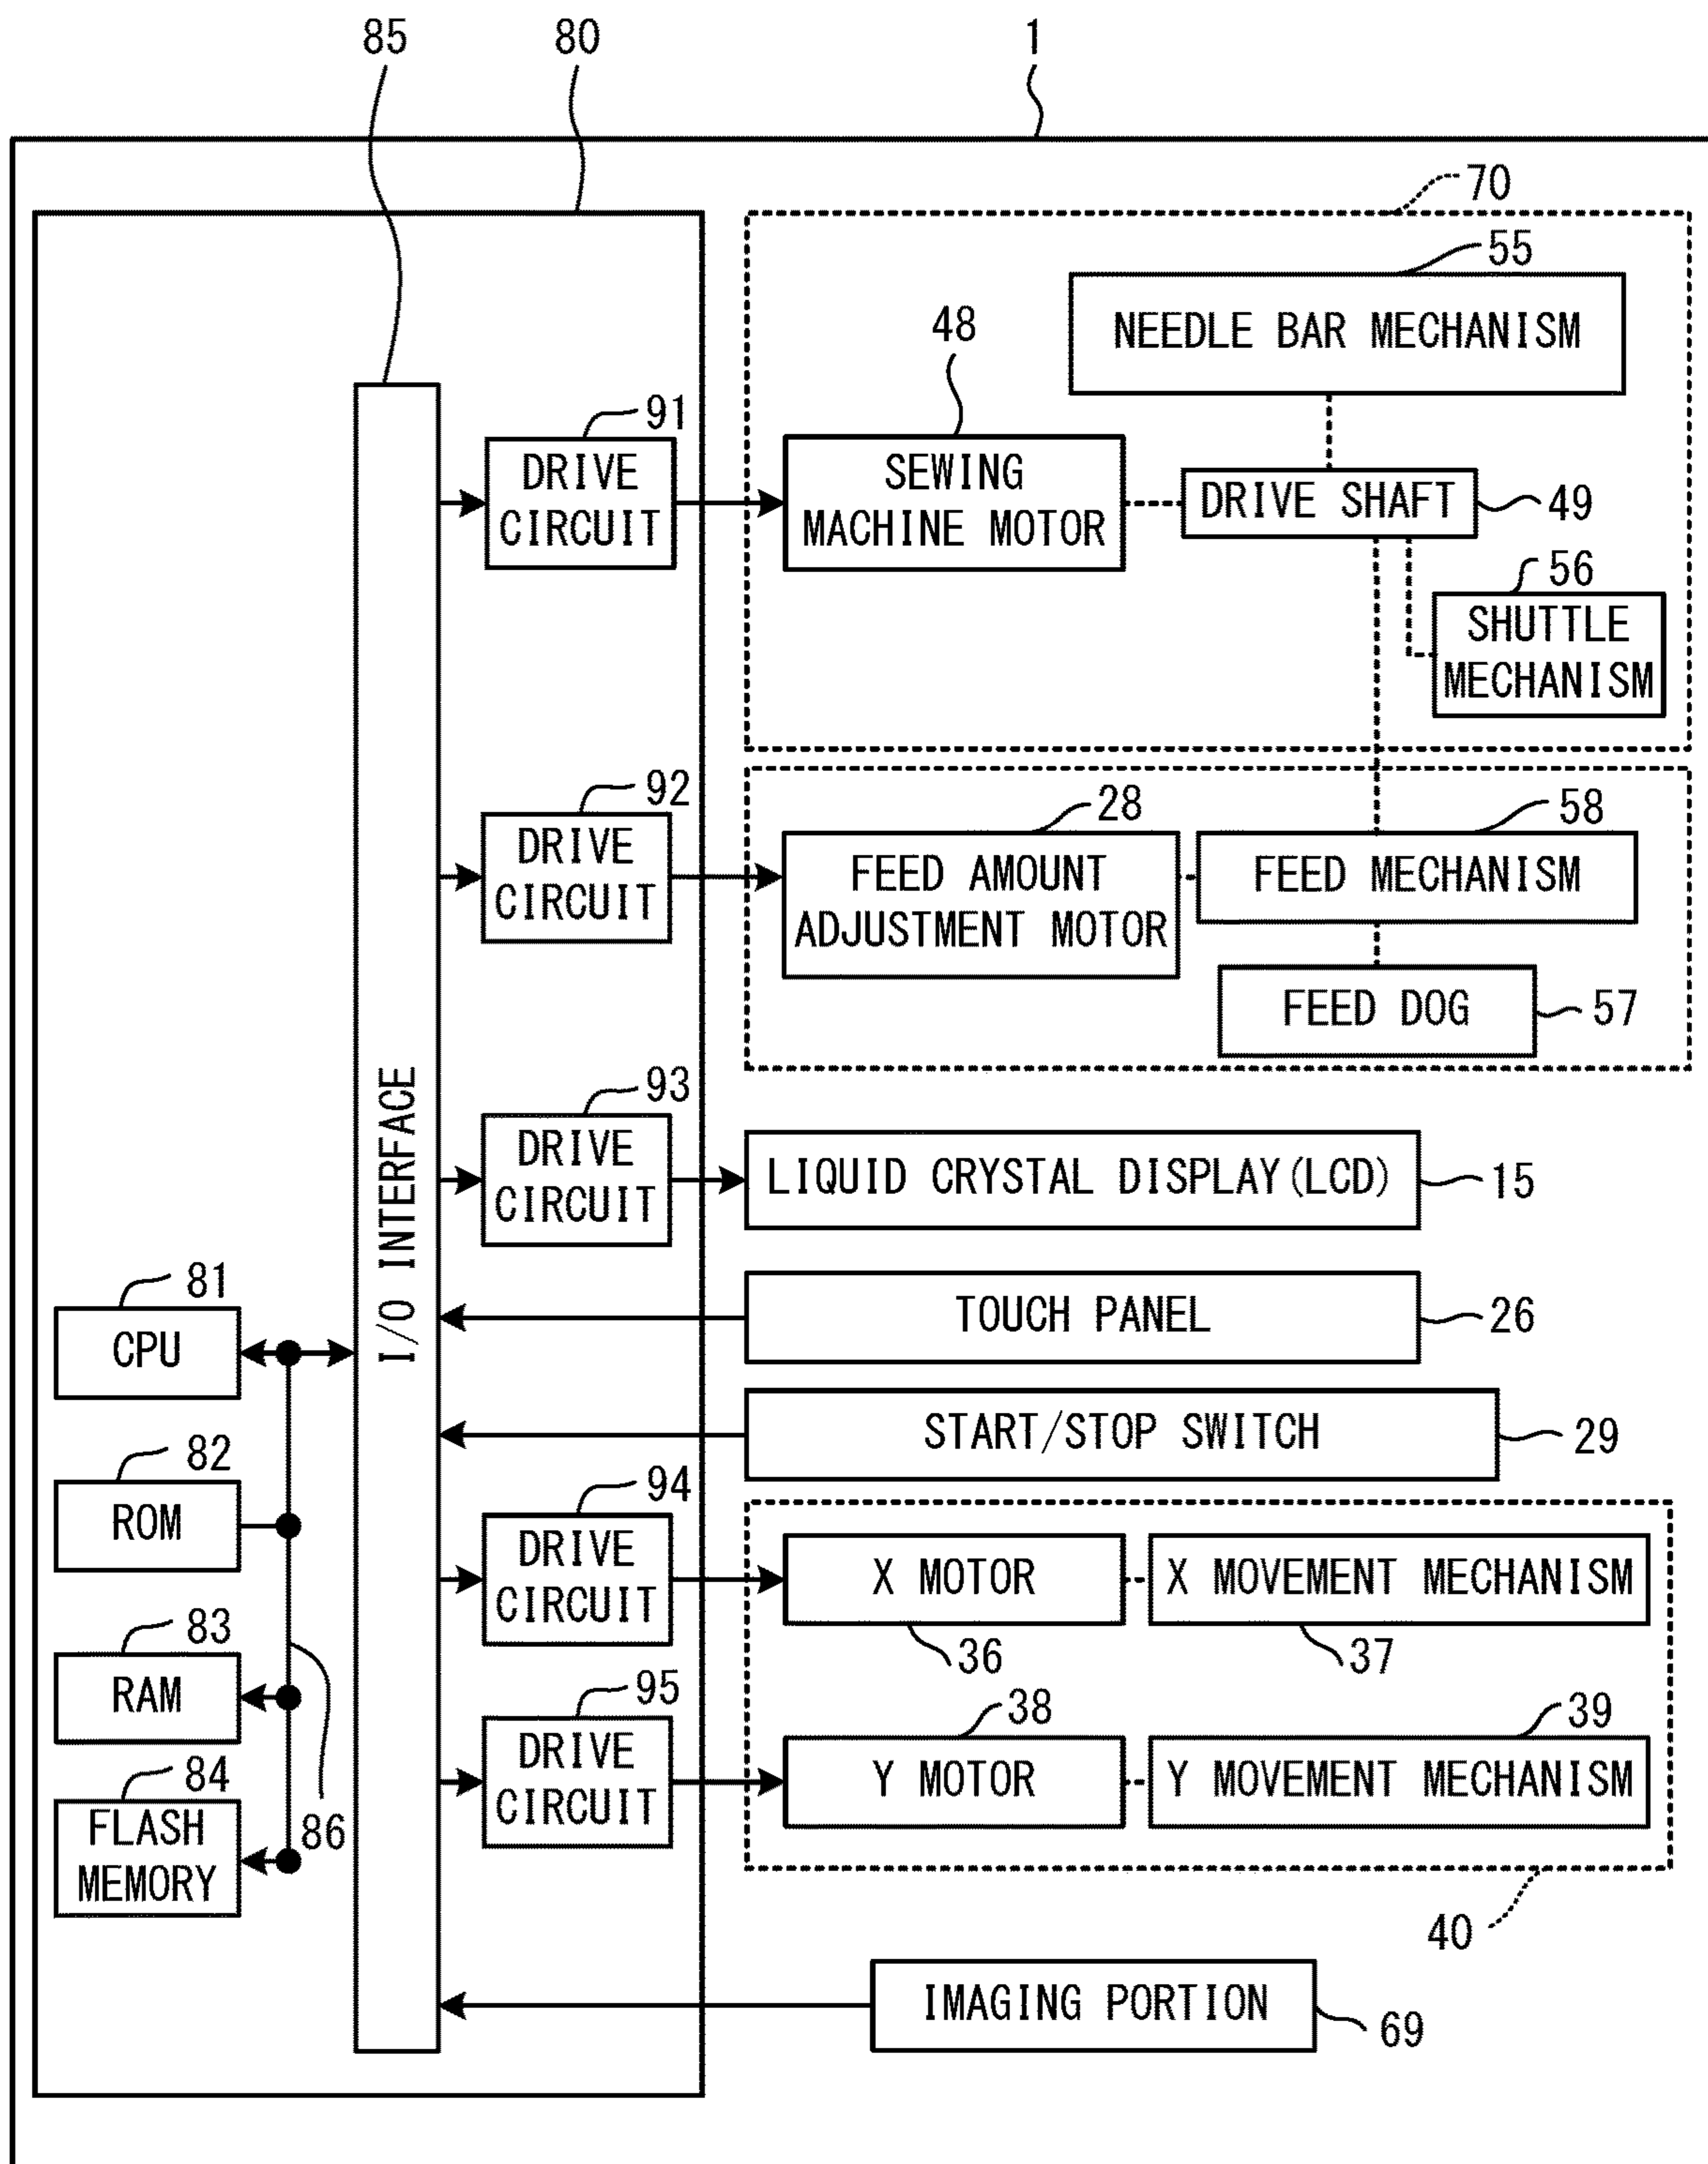 85
80
1
70
55
NEEDLE BAR MECHANISM
48
91
DRIVE
CIRCUIT
SEWING
MACHINE MOTOR
DRIVE SHAFT
49
56
SHUTTLE
MECHANISM
92
DRIVE
CIRCUIT
28
FEED AMOUNT
ADJUSTMENT MOTOR
58
FEED MECHANISM
FEED DOG
57
I/O INTERFACE
93
DRIVE
CIRCUIT
LIQUID CRYSTAL DISPLAY(LCD)
15
TOUCH PANEL
26
81
CPU
START/STOP SWITCH
29
82
ROM
94
DRIVE
CIRCUIT
X MOTOR
36
X MOVEMENT MECHANISM
37
83
RAM
95
DRIVE
CIRCUIT
38
Y MOTOR
39
Y MOVEMENT MECHANISM
84
FLASH
MEMORY
86
40
IMAGING PORTION
69